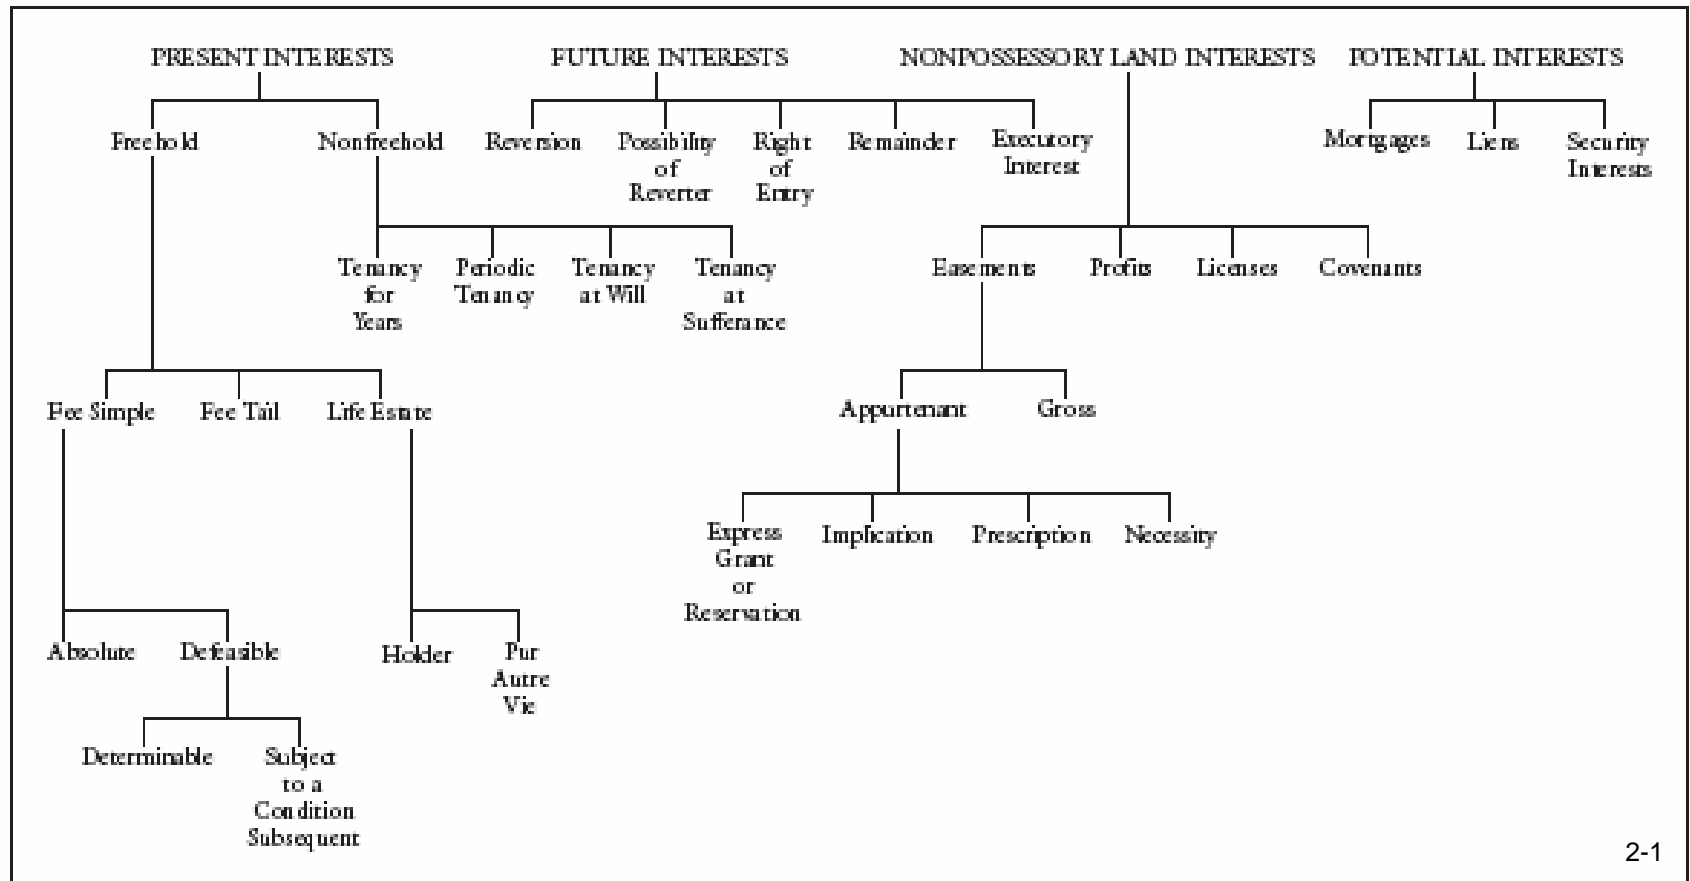 PRESENT INTERESTS
FUTURE INTERESTS
NONPOSSESSORY LAND INTERESTS
POTENTIAL INTERESTS
Freehold
Nonfreehold
Reversion
Possibility
of
Reverter
Right
of
Entry
Remainder
Executory
Interest
Mortgages
Liens
Security
Interests
Tenancy
for
Years
Periodic
Tenancy
Tenancy
at Will
Tenancy
at
Sufferance
Easements
Profits
Licenses
Covenants
Fee Simple
Fee Tail
Life Estate
Appurtenant
Gross
Express
Grant
or
Reservation
Implication
Prescription
Necessity
Absolute
Defeasible
Holder
Pur
Autre
Vie
Determinable
Subject
to a
Condition
Subsequent
2-1